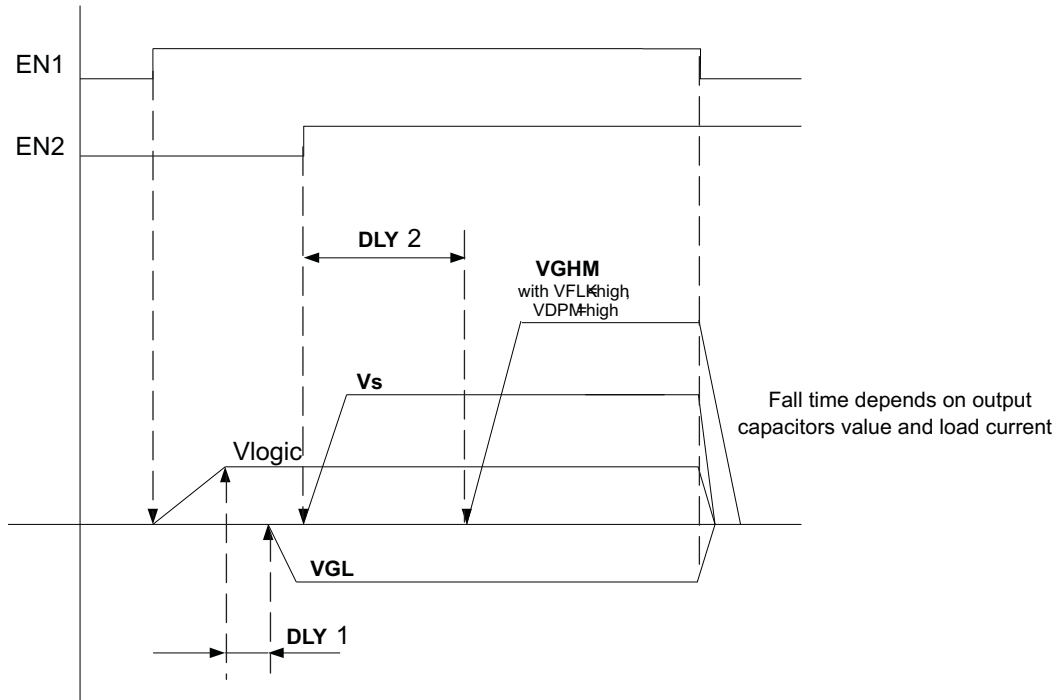 EN1
EN2
DLY 2
VGHM
with VFLK=high,
VDPM=high
Vs
Fall time depends on output
capacitors value and load current
Vlogic
VGL
DLY 1